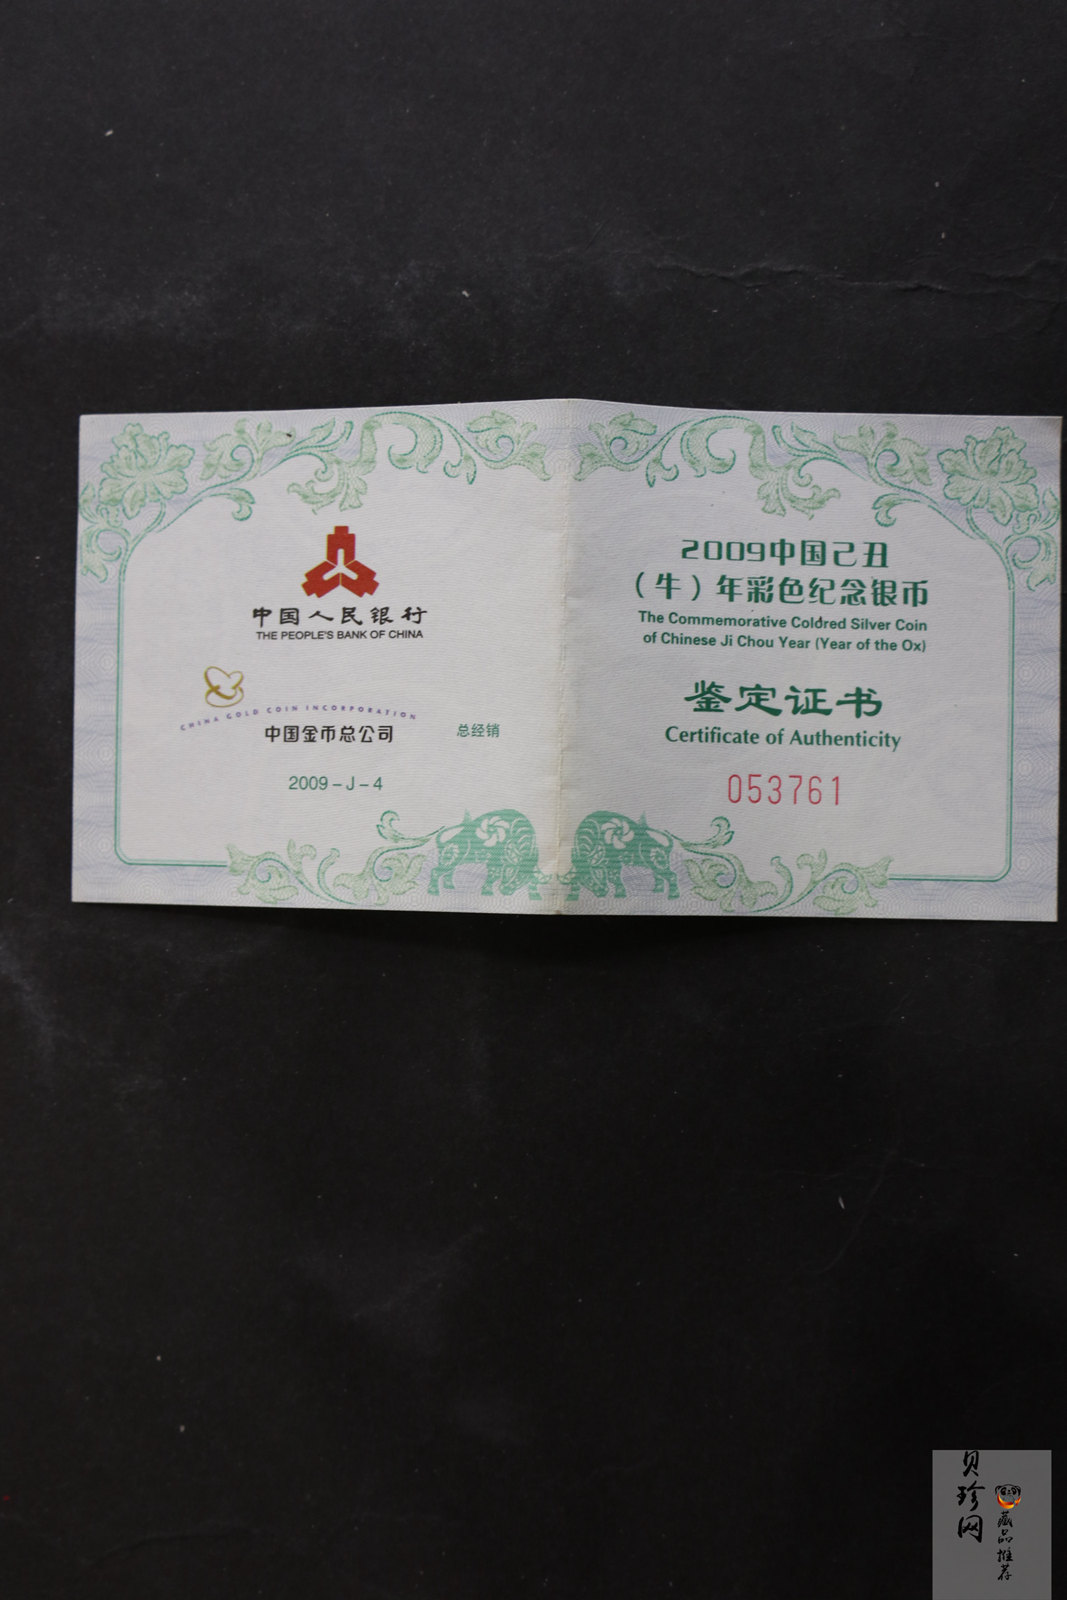 中国人民银行
THE PEOPLE'S BANK OF CHINA
CHINA GOLD COIN INCORPORATION
中国金币总公司 总经销
2009-J-4
2009中国己丑
（牛）年彩色纪念银币
The Commemorative Colored Silver Coin
of Chinese Ji Chou Year (Year of the Ox)
鉴定证书
Certificate of Authenticity
053761
贝珍网
藏品推荐